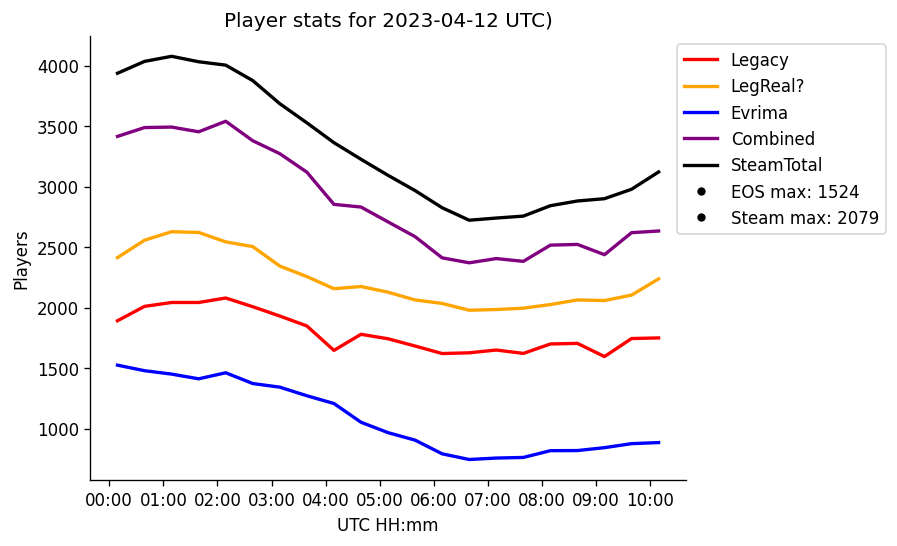 Player stats for 2023-04-12 UTC)
Legacy
LegReal?
Evrima
Combined
SteamTotal
EOS max: 1524
Steam max: 2079
Players
4000
3500
3000
2500
2000
1500
1000
00:00 01:00 02:00 03:00 04:00 05:00 06:00 07:00 08:00 09:00 10:00
UTC HH:mm